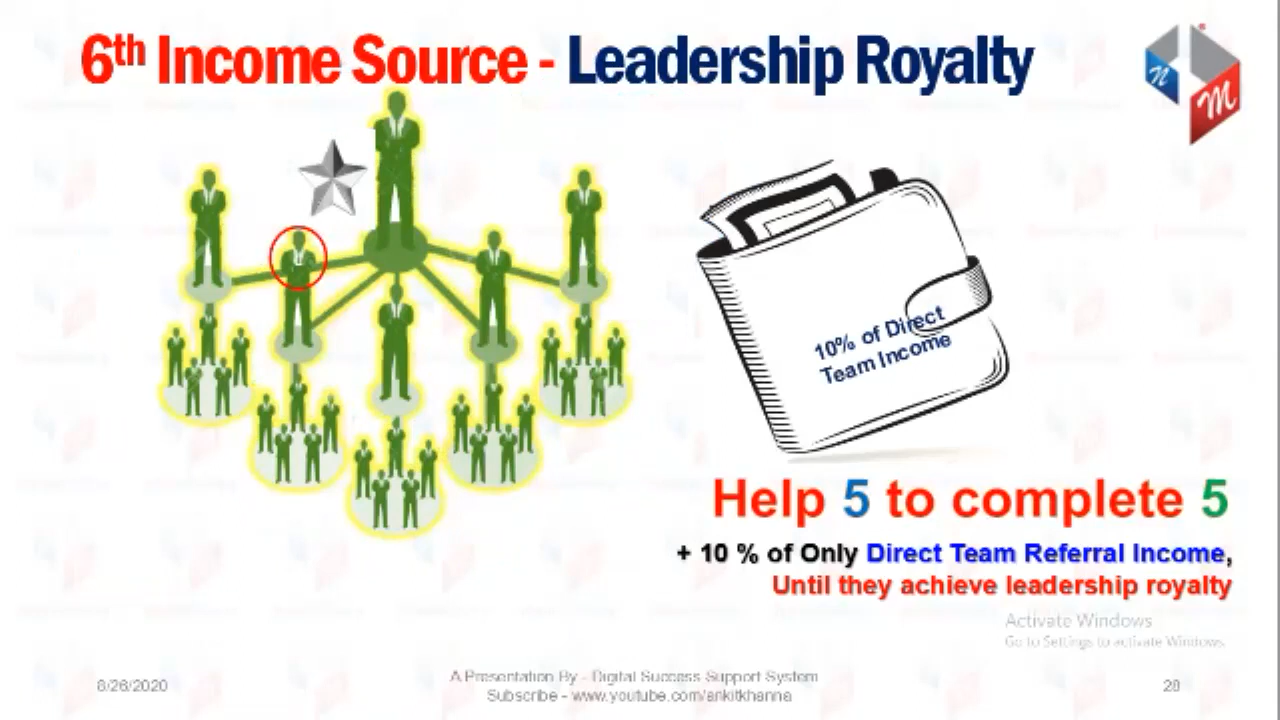 6th Income Source - Leadership Royalty
n
m
10% of Direct
Team Income
Help 5 to complete 5
+ 10 % of Only Direct Team Referral Income,
Until they achieve leadership royalty
Activate Windows
Go to Settings to activate Windows.
8/26/2020
A Presentation By - Digital Success Support System
Subscribe - www.youtube.com/ankitkhanna
28